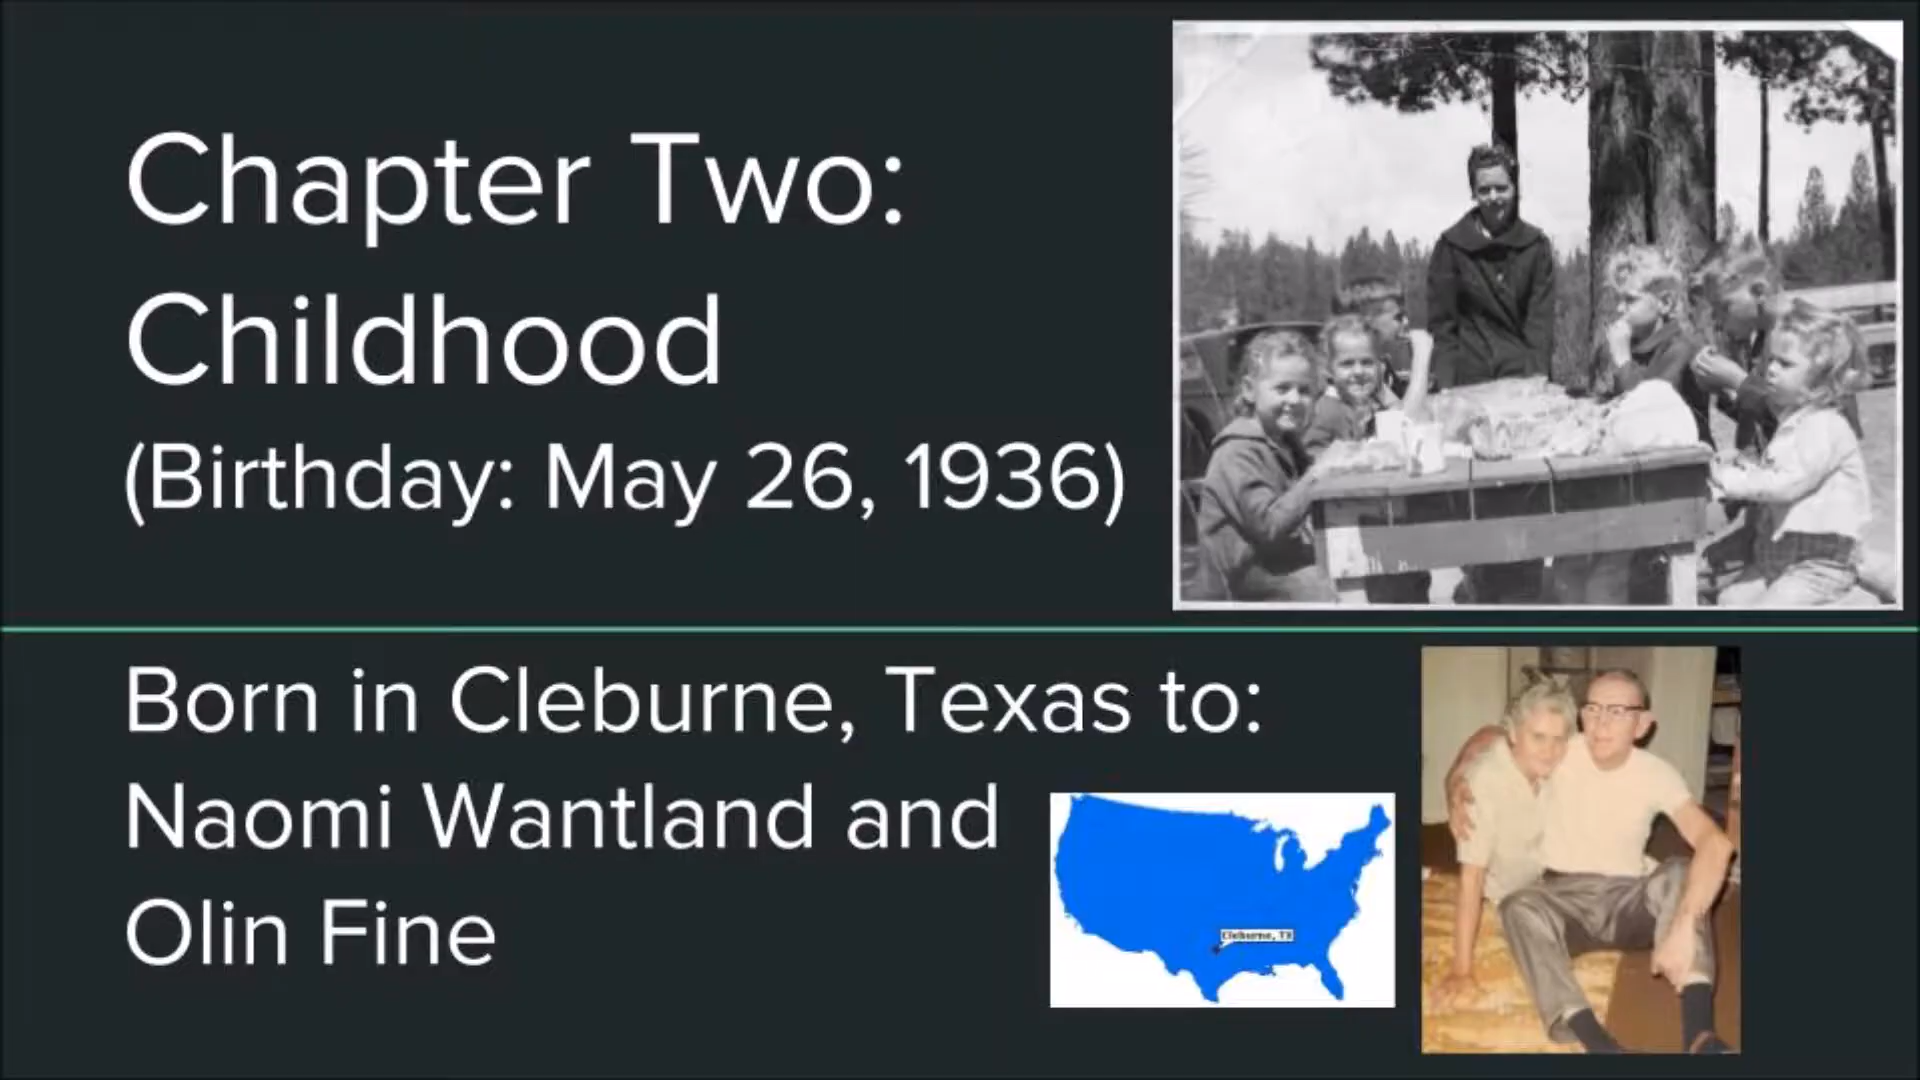 Chapter Two:
Childhood
(Birthday: May 26, 1936)
Born in Cleburne, Texas to:
Naomi Wantland and
Olin Fine
Cleburne, TX